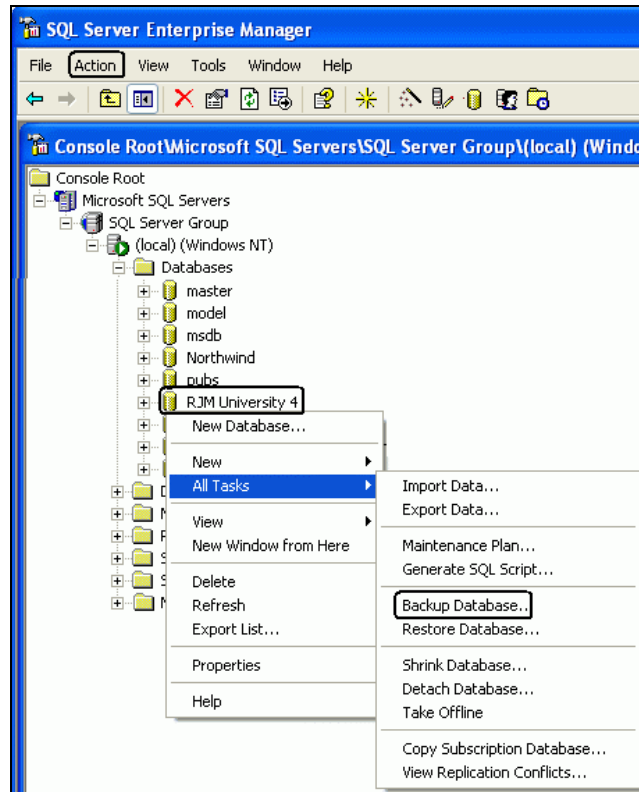 SQL Server Enterprise Manager
File Action View Tools Window Help
Console Root\Microsoft SQL Servers\SQL Server Group\(local) (Windo
Console Root
Microsoft SQL Servers
SQL Server Group
(local) (Windows NT)
Databases
master
model
msdb
Northwind
pubs
RJM University 4
New Database...
New
All Tasks
View
New Window from Here
Delete
Refresh
Export List...
Properties
Help
Import Data...
Export Data...
Maintenance Plan...
Generate SQL Script...
Backup Database...
Restore Database...
Shrink Database...
Detach Database...
Take Offline
Copy Subscription Database...
View Replication Conflicts...